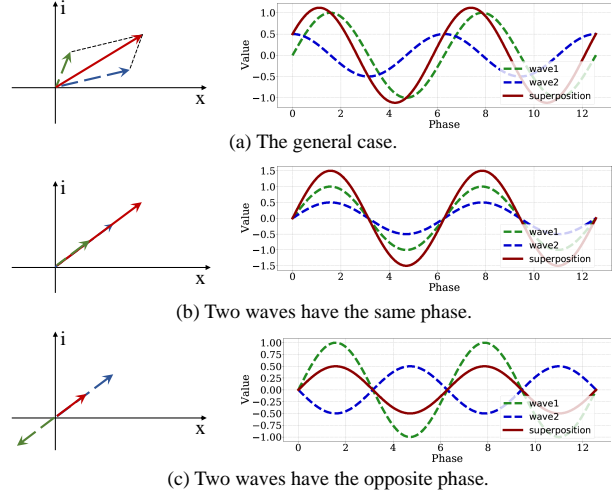 i
x
Value
1.0
0.5
0.0
−0.5
−1.0
0 2 4 6 8 10 12
Phase
wave1
wave2
superposition
(a) The general case.
i
x
Value
1.5
1.0
0.5
0.0
−0.5
−1.0
−1.5
0 2 4 6 8 10 12
Phase
wave1
wave2
superposition
(b) Two waves have the same phase.
i
x
Value
1.00
0.75
0.50
0.25
0.00
−0.25
−0.50
−0.75
−1.00
0 2 4 6 8 10 12
Phase
wave1
wave2
superposition
(c) Two waves have the opposite phase.